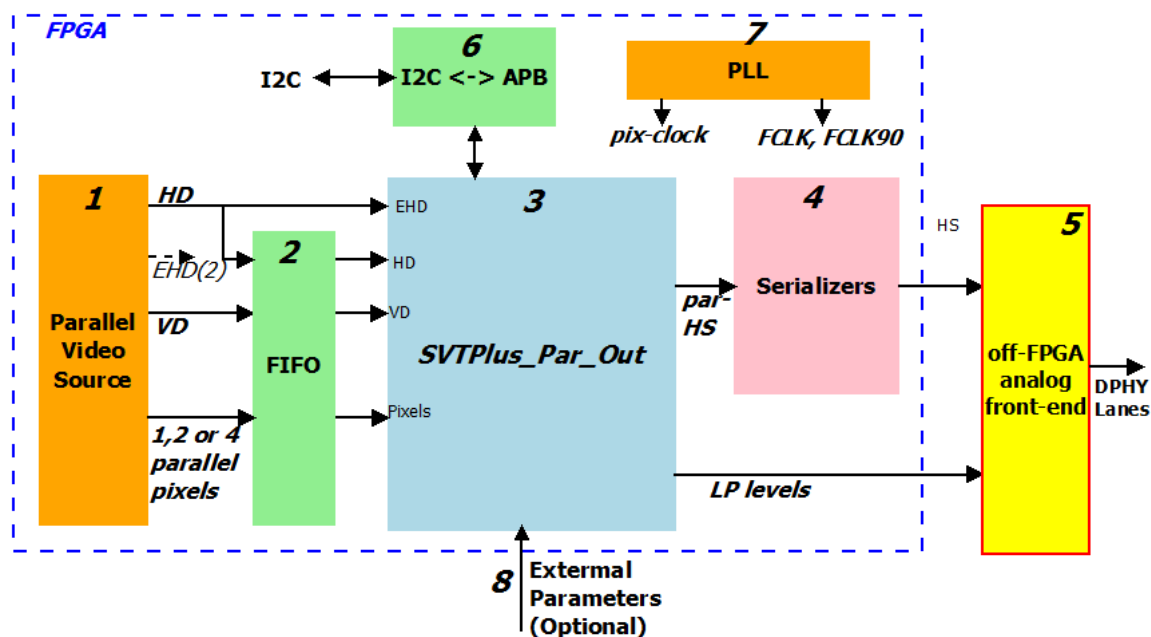 FPGA
6
I2C <-> APB
I2C
7
PLL
pix-clock
FCLK, FCLK90
1
Parallel
Video
Source
HD
EHD(2)
VD
1,2 or 4
parallel
pixels
2
FIFO
3
EHD
HD
VD
Pixels
SVTPlus_Par_Out
par-
HS
4
Serializers
HS
LP levels
5
off-FPGA
analog
front-end
DPHY
Lanes
8
Extermal
Parameters
(Optional)